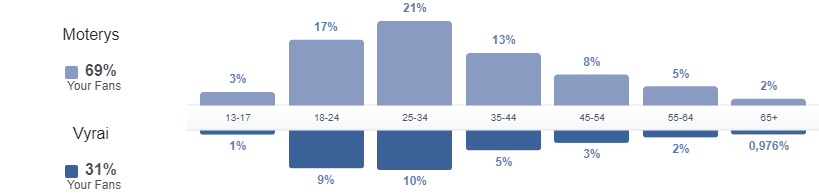 Moterys
69%
Your Fans
3% 17% 21% 13% 8% 5% 2%
13-17 18-24 25-34 35-44 45-54 55-64 65+
Vyrai
31%
Your Fans
1% 9% 10% 5% 3% 2% 0,976%